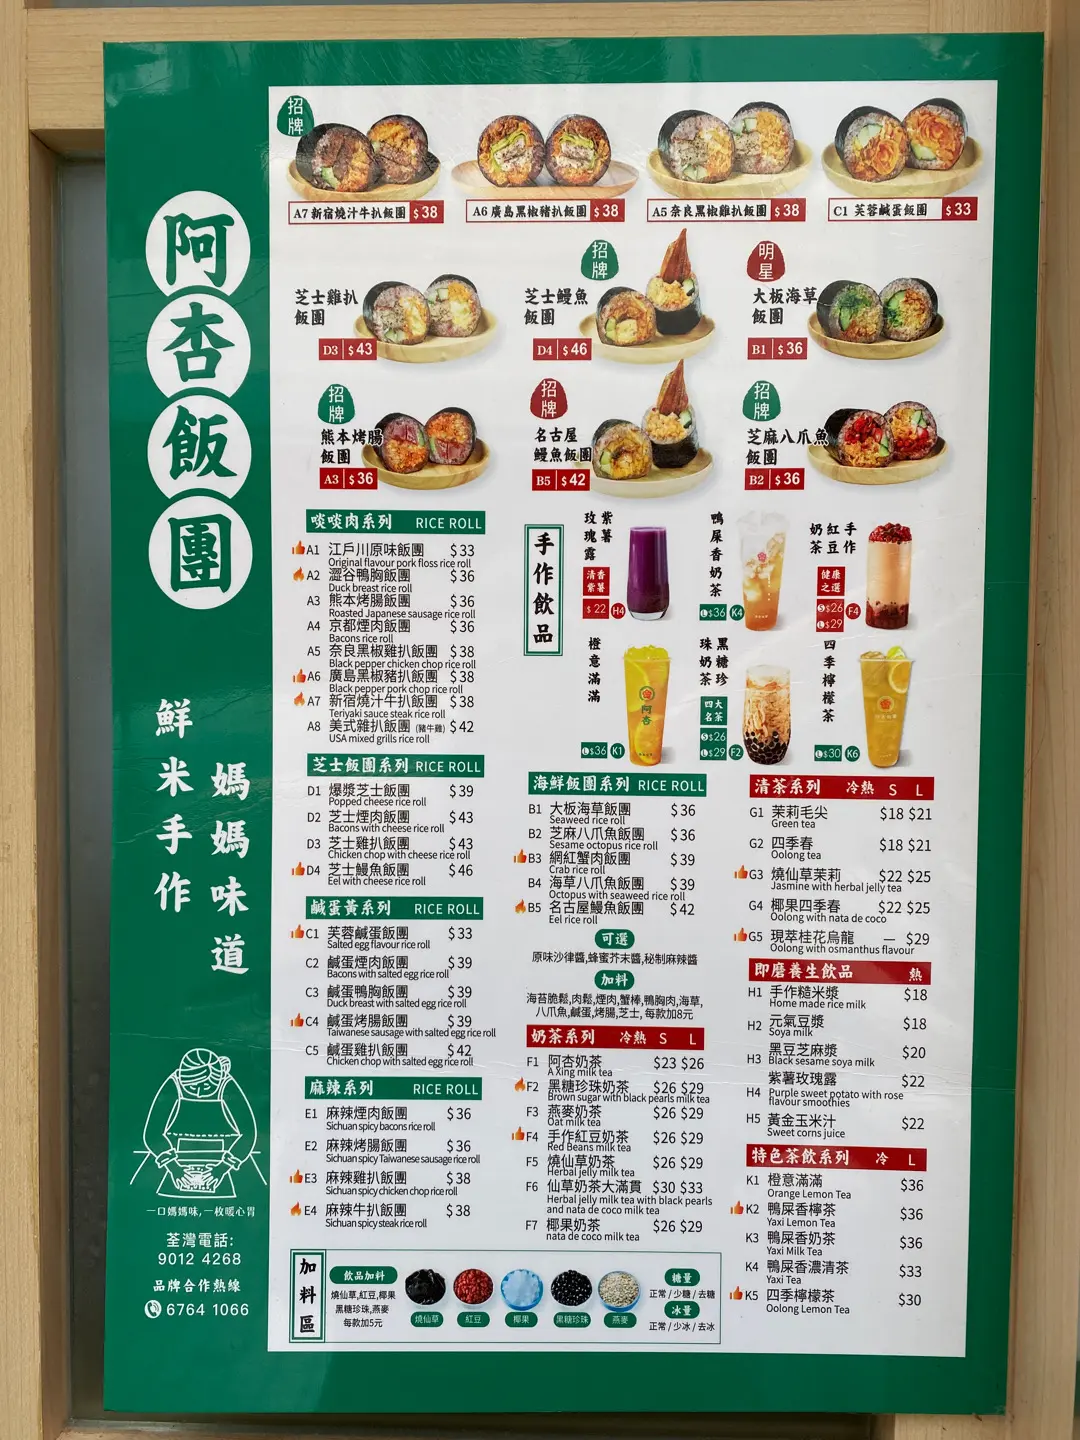 阿杏飯團
鮮米手作
媽媽味道
一口媽媽味,一枚暖心胃
荃灣電話:
9012 4268
品牌合作熱線
6764 1066
招牌
A7 新宿燒汁牛扒飯團 $38
A6 廣島黑椒豬扒飯團 $38
A5 奈良黑椒雞扒飯團 $38
C1 芙蓉鹹蛋飯團 $33
芝士雞扒
飯團
D3 $43
招牌
芝士鰻魚
飯團
D4 $46
明星
大板海草
飯團
B1 $36
招牌
熊本烤腸
飯團
A3 $36
招牌
名古屋
鰻魚飯團
B5 $42
招牌
芝麻八爪魚
飯團
B2 $36
啖啖肉系列 RICE ROLL
A1 江戶川原味飯團 $33
Original flavour pork floss rice roll
A2 澀谷鴨胸飯團 $36
Duck breast rice roll
A3 熊本烤腸飯團 $36
Roasted Japanese sausage rice roll
A4 京都煙肉飯團 $36
Bacons rice roll
A5 奈良黑椒雞扒飯團 $38
Black pepper chicken chop rice roll
A6 廣島黑椒豬扒飯團 $38
Black pepper pork chop rice roll
A7 新宿燒汁牛扒飯團 $38
Teriyaki sauce steak rice roll
A8 美式雜扒飯團 (豬牛雞) $42
USA mixed grills rice roll
芝士飯團系列 RICE ROLL
D1 爆漿芝士飯團 $39
Popped cheese rice roll
D2 芝士煙肉飯團 $43
Bacons with cheese rice roll
D3 芝士雞扒飯團 $43
Chicken chop with cheese rice roll
D4 芝士鰻魚飯團 $46
Eel with cheese rice roll
鹹蛋黃系列 RICE ROLL
C1 芙蓉鹹蛋飯團 $33
Salted egg flavour rice roll
C2 鹹蛋煙肉飯團 $39
Bacons with salted egg rice roll
C3 鹹蛋鴨胸飯團 $39
Duck breast with salted egg rice roll
C4 鹹蛋烤腸飯團 $39
Taiwanese sausage with salted egg rice roll
C5 鹹蛋雞扒飯團 $42
Chicken chop with salted egg rice roll
麻辣系列 RICE ROLL
E1 麻辣煙肉飯團 $36
Sichuan spicy bacons rice roll
E2 麻辣烤腸飯團 $36
Sichuan spicy Taiwanese sausage rice roll
E3 麻辣雞扒飯團 $38
Sichuan spicy chicken chop rice roll
E4 麻辣牛扒飯團 $38
Sichuan spicy steak rice roll
手作飲品
紫薯
玫瑰露
清香
紫薯
$22 H4
鴨屎香奶茶
L$36 K4
手作
紅豆
奶茶
健康
之選
S$26
L$29 F4
橙意滿滿
L$36 K1
阿杏
黑糖珍
珠奶茶
四大
名茶
S$26
L$29 F2
四季檸檬茶
L$30 K6
海鮮飯團系列 RICE ROLL
B1 大板海草飯團 $36
Seaweed rice roll
B2 芝麻八爪魚飯團 $36
Sesame octopus rice roll
B3 網紅蟹肉飯團 $39
Crab rice roll
B4 海草八爪魚飯團 $39
Octopus with seaweed rice roll
B5 名古屋鰻魚飯團 $42
Eel rice roll
可選
原味沙律醬,蜂蜜芥末醬,秘制麻辣醬
加料
海苔脆鬆,肉鬆,煙肉,蟹棒,鴨胸肉,海草,
八爪魚,鹹蛋,烤腸,芝士,每款加8元
奶茶系列 冷熱 S L
F1 阿杏奶茶 $23 $26
A Xing milk tea
F2 黑糖珍珠奶茶 $26 $29
Brown sugar with black pearls milk tea
F3 燕麥奶茶 $26 $29
Oat milk tea
F4 手作紅豆奶茶 $26 $29
Red Beans milk tea
F5 燒仙草奶茶 $26 $29
Herbal jelly milk tea
F6 仙草奶茶大滿貫 $30 $33
Herbal jelly milk tea with black pearls
and nata de coco milk tea
F7 椰果奶茶 $26 $29
nata de coco milk tea
清茶系列 冷熱 S L
G1 茉莉毛尖 $18 $21
Green tea
G2 四季春 $18 $21
Oolong tea
G3 燒仙草茉莉 $22 $25
Jasmine with herbal jelly tea
G4 椰果四季春 $22 $25
Oolong with nata de coco
G5 現萃桂花烏龍 — $29
Oolong with osmanthus flavour
即磨養生飲品 熱
H1 手作糙米漿 $18
Home made rice milk
H2 元氣豆漿 $18
Soya milk
H3 黑豆芝麻漿 $20
Black sesame soya milk
H4 紫薯玫瑰露 $22
Purple sweet potato with rose
flavour smoothies
H5 黃金玉米汁 $22
Sweet corns juice
特色茶飲系列 冷 L
K1 橙意滿滿 $36
Orange Lemon Tea
K2 鴨屎香檸茶 $36
Yaxi Lemon Tea
K3 鴨屎香奶茶 $36
Yaxi Milk Tea
K4 鴨屎香濃清茶 $33
Yaxi Tea
K5 四季檸檬茶 $30
Oolong Lemon Tea
加料區
飲品加料
燒仙草,紅豆,椰果
黑糖珍珠,燕麥
每款加5元
燒仙草
紅豆
椰果
黑糖珍珠
燕麥
糖量
正常/少糖/去糖
冰量
正常/少冰/去冰